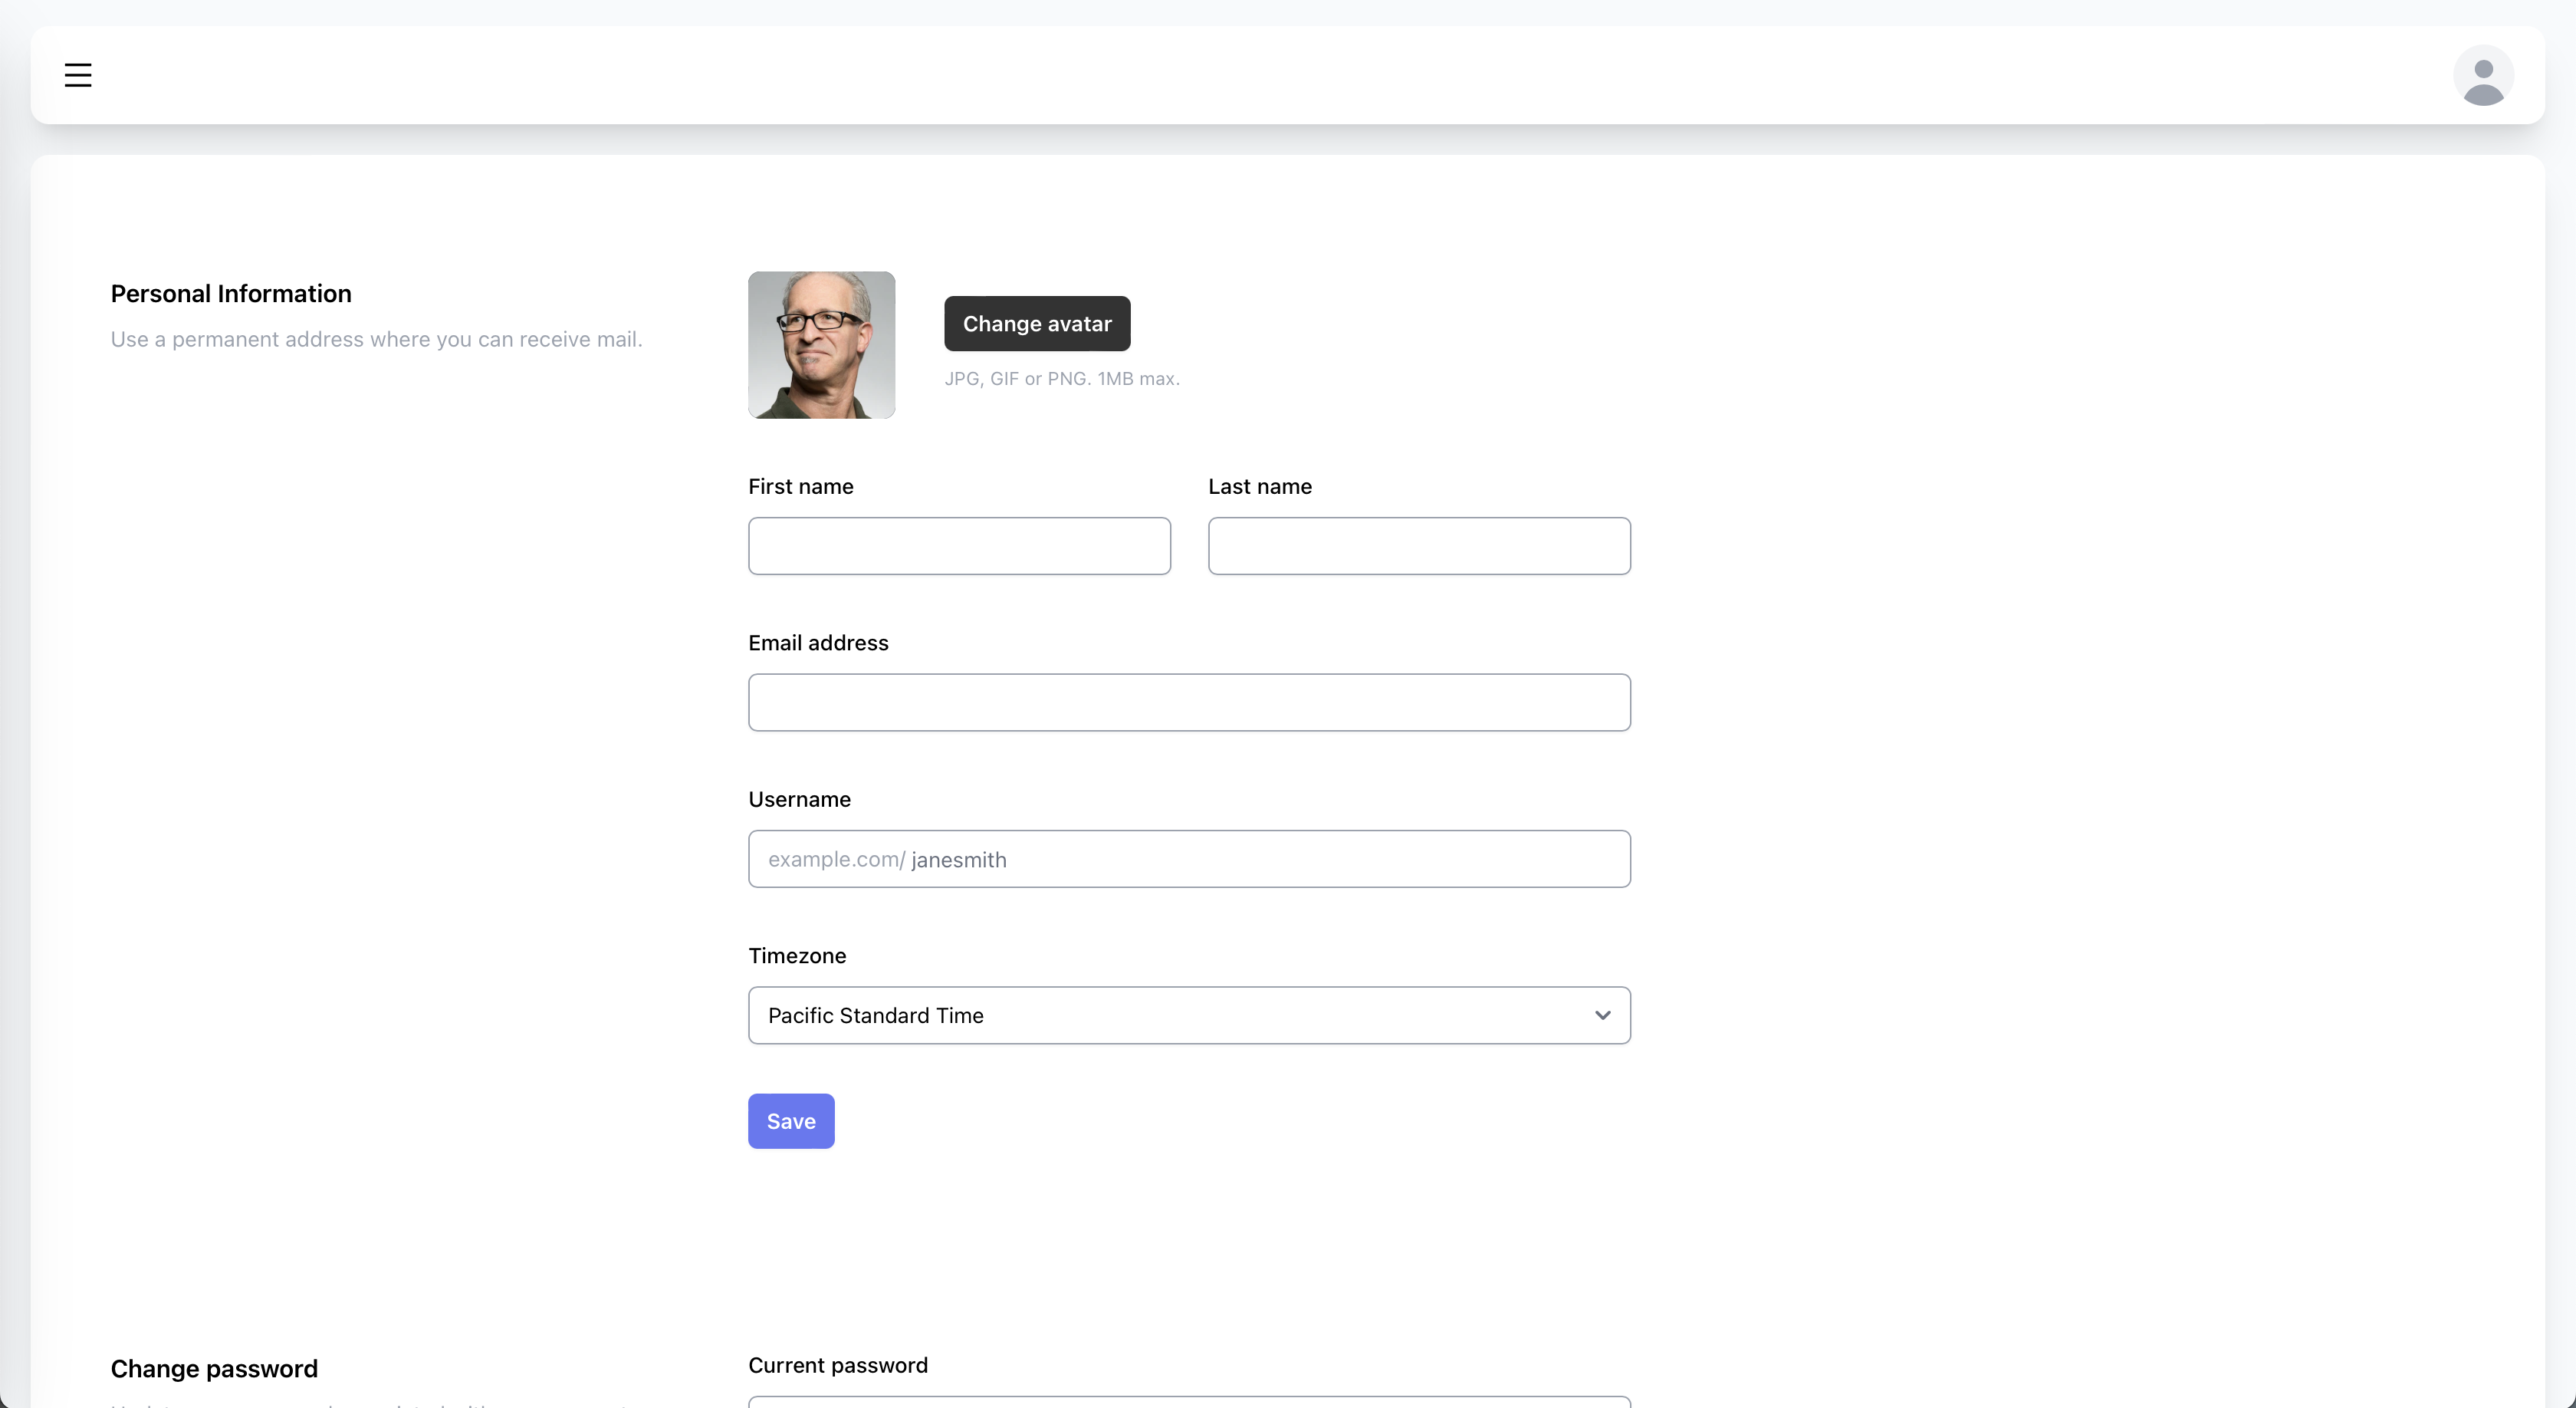 Personal Information
Use a permanent address where you can receive mail.
Change avatar
JPG, GIF or PNG. 1MB max.
First name
Last name
Email address
Username
example.com/ janesmith
Timezone
Pacific Standard Time
Save
Change password
Current password